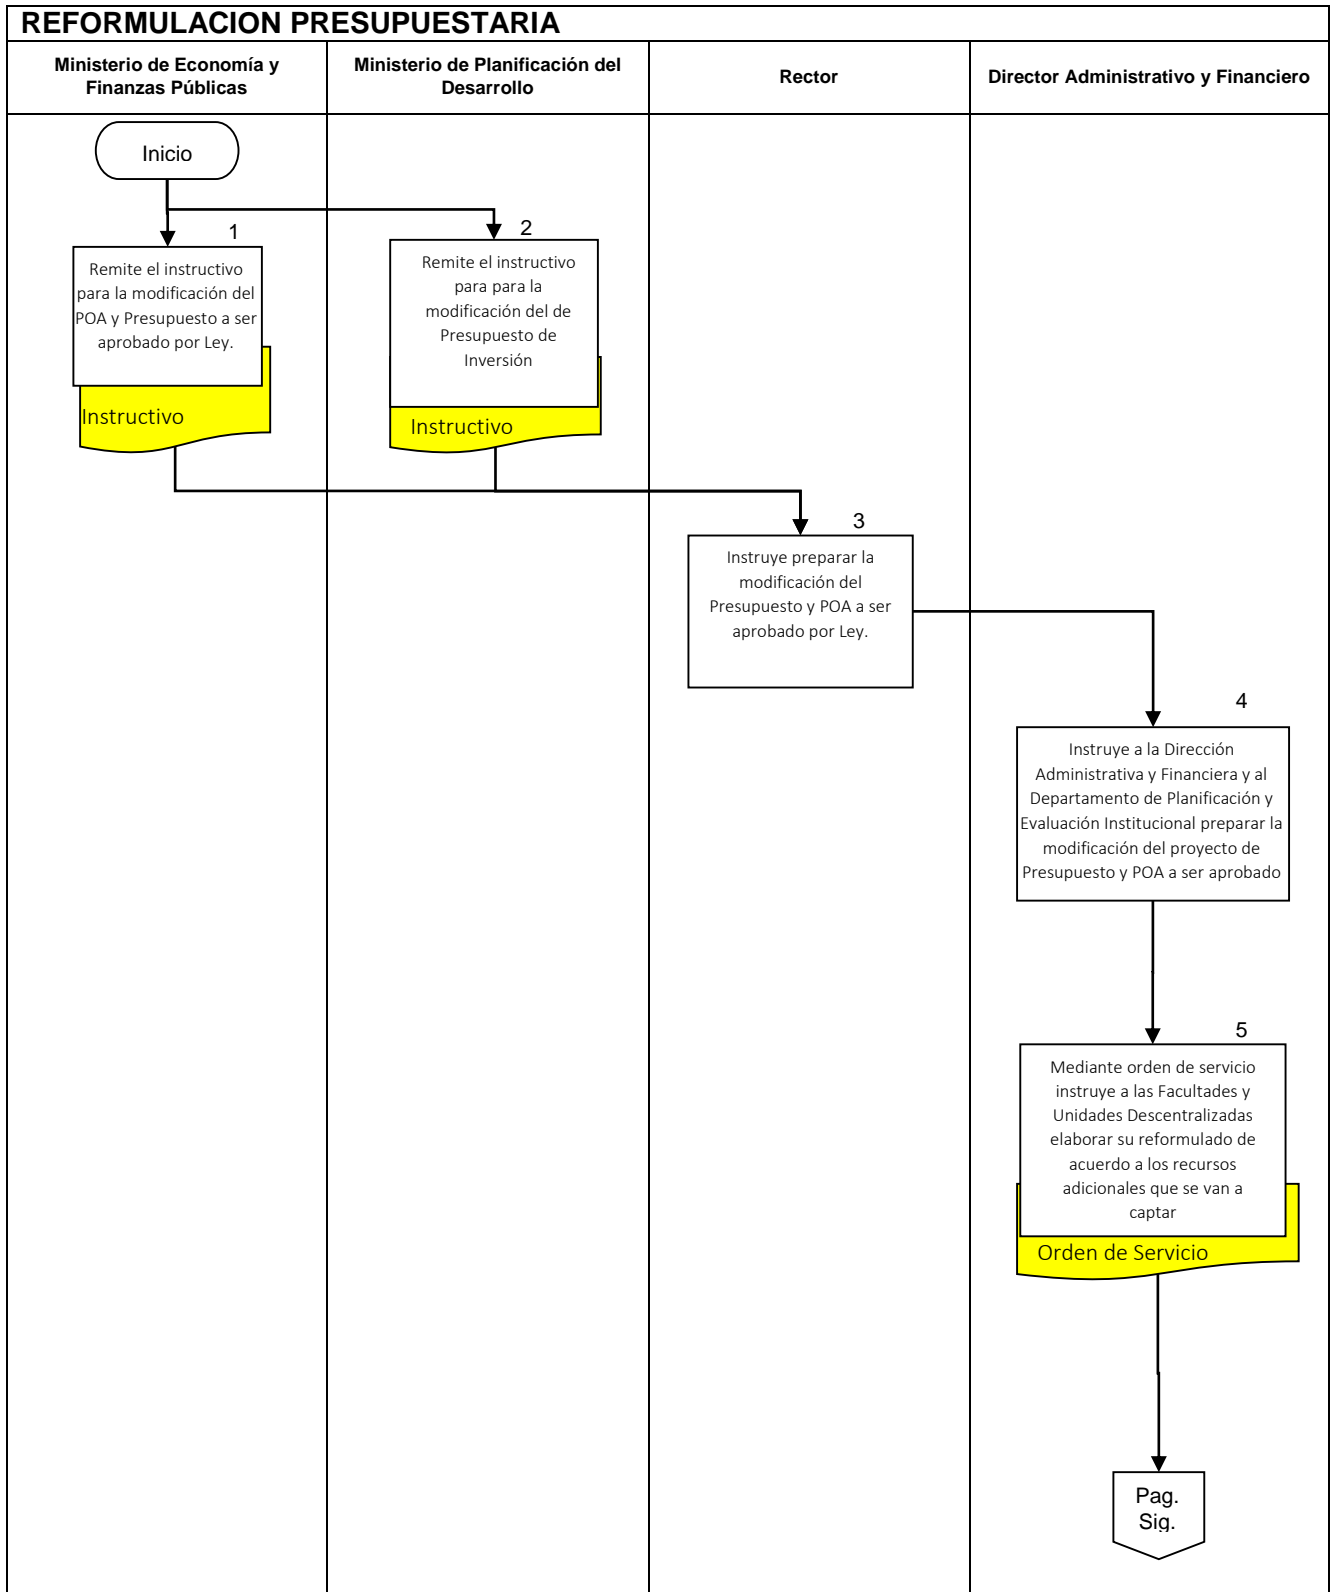 REFORMULACION PRESUPUESTARIA
Ministerio de Economía y
Finanzas Públicas
Ministerio de Planificación del
Desarrollo
Rector
Director Administrativo y Financiero
Inicio
1
Remite el instructivo
para la modificación del
POA y Presupuesto a ser
aprobado por Ley.
Instructivo
2
Remite el instructivo
para para la
modificación del de
Presupuesto de
Inversión
Instructivo
3
Instruye preparar la
modificación del
Presupuesto y POA a ser
aprobado por Ley.
4
Instruye a la Dirección
Administrativa y Financiera y al
Departamento de Planificación y
Evaluación Institucional preparar la
modificación del proyecto de
Presupuesto y POA a ser aprobado
5
Mediante orden de servicio
instruye a las Facultades y
Unidades Descentralizadas
elaborar su reformulado de
acuerdo a los recursos
adicionales que se van a
captar
Orden de Servicio
Pag.
Sig.